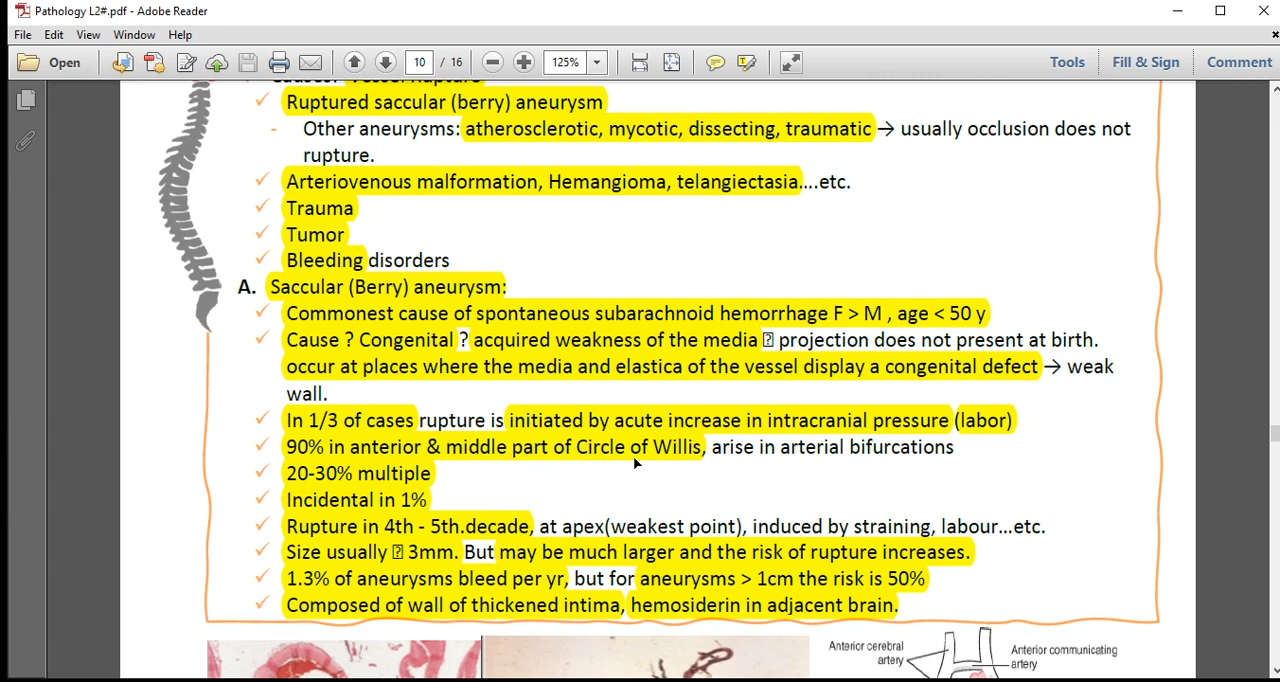 Pathology L2#.pdf - Adobe Reader
File Edit View Window Help
Open 10 / 16 125% Tools Fill & Sign Comment
✓ Ruptured saccular (berry) aneurysm
- Other aneurysms: atherosclerotic, mycotic, dissecting, traumatic → usually occlusion does not
rupture.
✓ Arteriovenous malformation, Hemangioma, telangiectasia....etc.
✓ Trauma
✓ Tumor
✓ Bleeding disorders
A. Saccular (Berry) aneurysm:
✓ Commonest cause of spontaneous subarachnoid hemorrhage F > M , age < 50 y
✓ Cause ? Congenital ? acquired weakness of the media ⍰ projection does not present at birth.
occur at places where the media and elastica of the vessel display a congenital defect → weak
wall.
✓ In 1/3 of cases rupture is initiated by acute increase in intracranial pressure (labor)
✓ 90% in anterior & middle part of Circle of Willis, arise in arterial bifurcations
✓ 20-30% multiple
✓ Incidental in 1%
✓ Rupture in 4th - 5th.decade, at apex(weakest point), induced by straining, labour...etc.
✓ Size usually ⍰ 3mm. But may be much larger and the risk of rupture increases.
✓ 1.3% of aneurysms bleed per yr, but for aneurysms > 1cm the risk is 50%
✓ Composed of wall of thickened intima, hemosiderin in adjacent brain.
Anterior cerebral
artery
Anterior communicating
artery